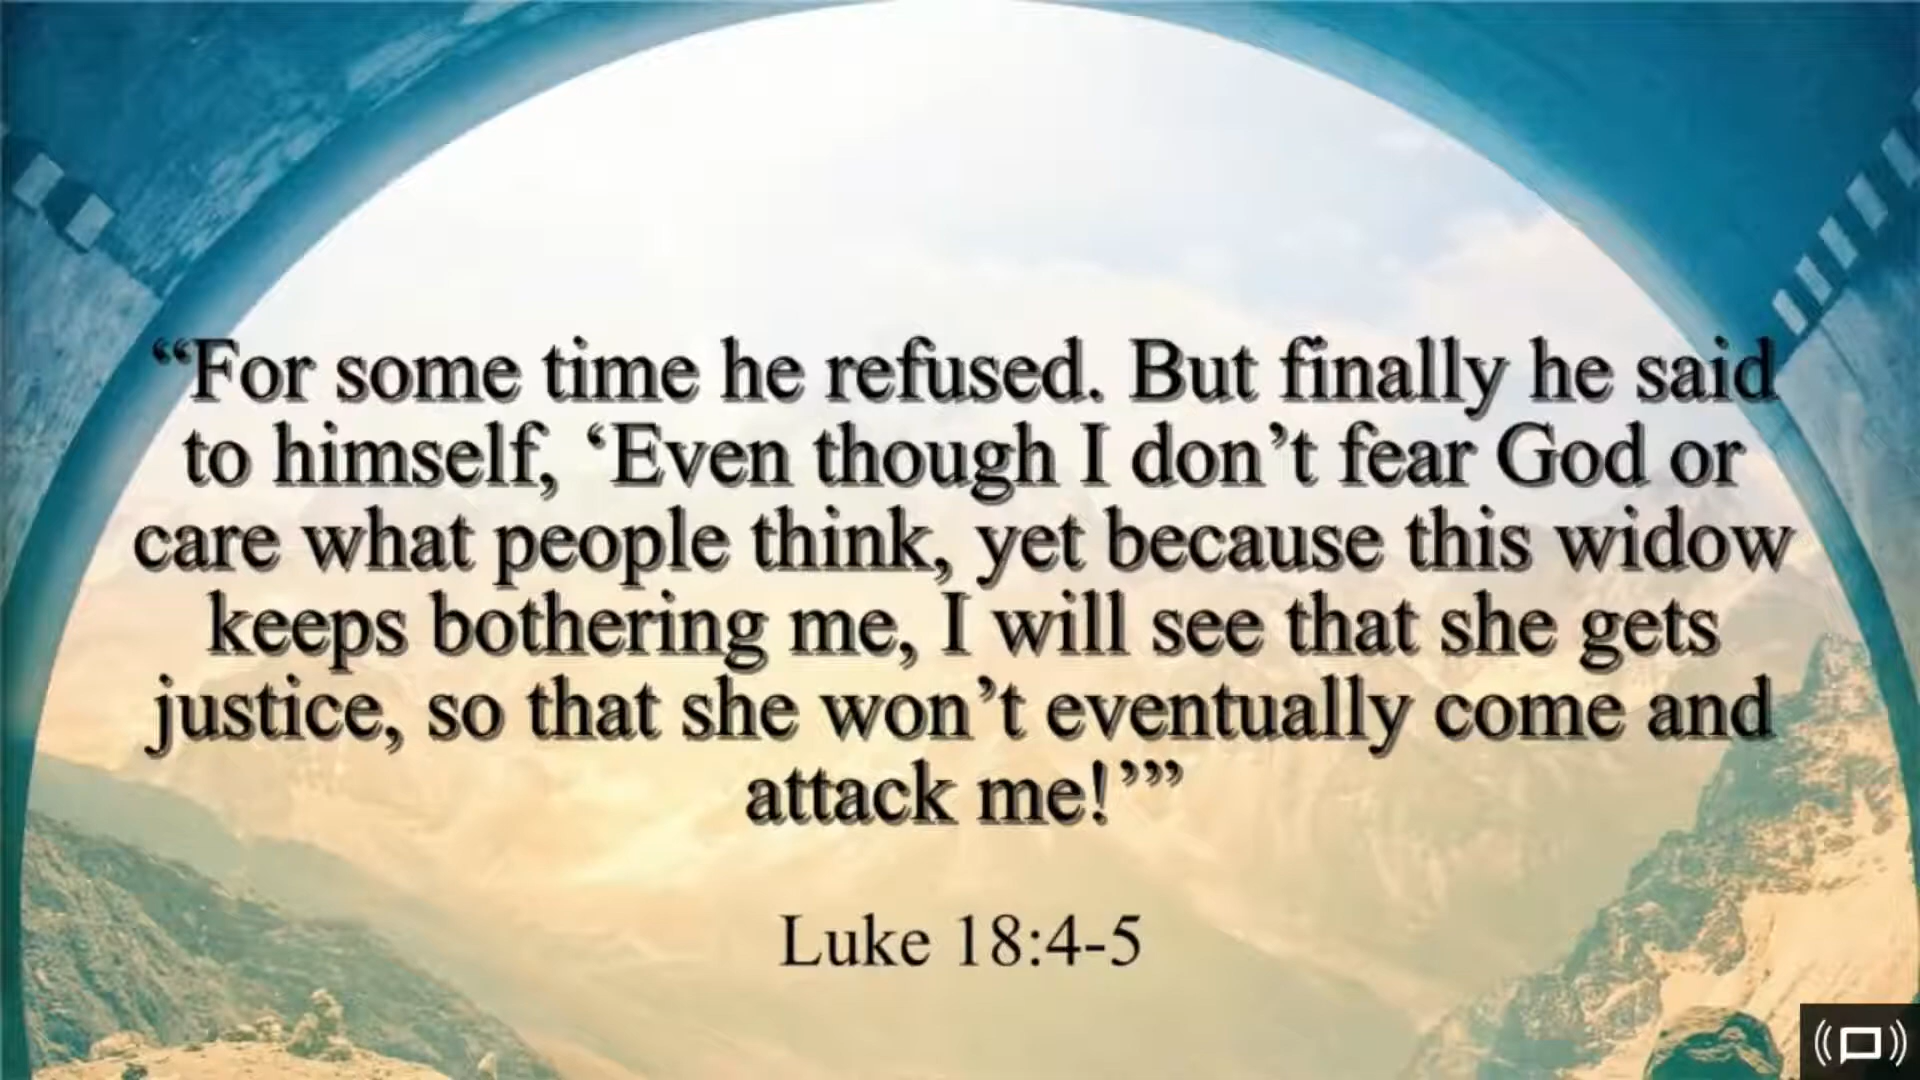 “For some time he refused. But finally he said
to himself, ‘Even though I don’t fear God or
care what people think, yet because this widow
keeps bothering me, I will see that she gets
justice, so that she won’t eventually come and
attack me!’”
Luke 18:4-5